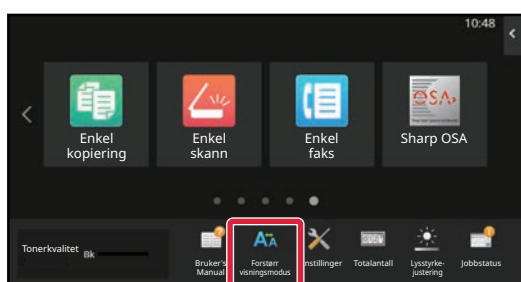 10:48
Enkel
kopiering
Enkel
skann
Enkel
faks
Sharp OSA
Tonerkvalitet
Bk
Bruker's
Manual
Forstørr
visningsmodus
nstillinger
Totalantall
Lysstyrke-
justering
Jobbstatus